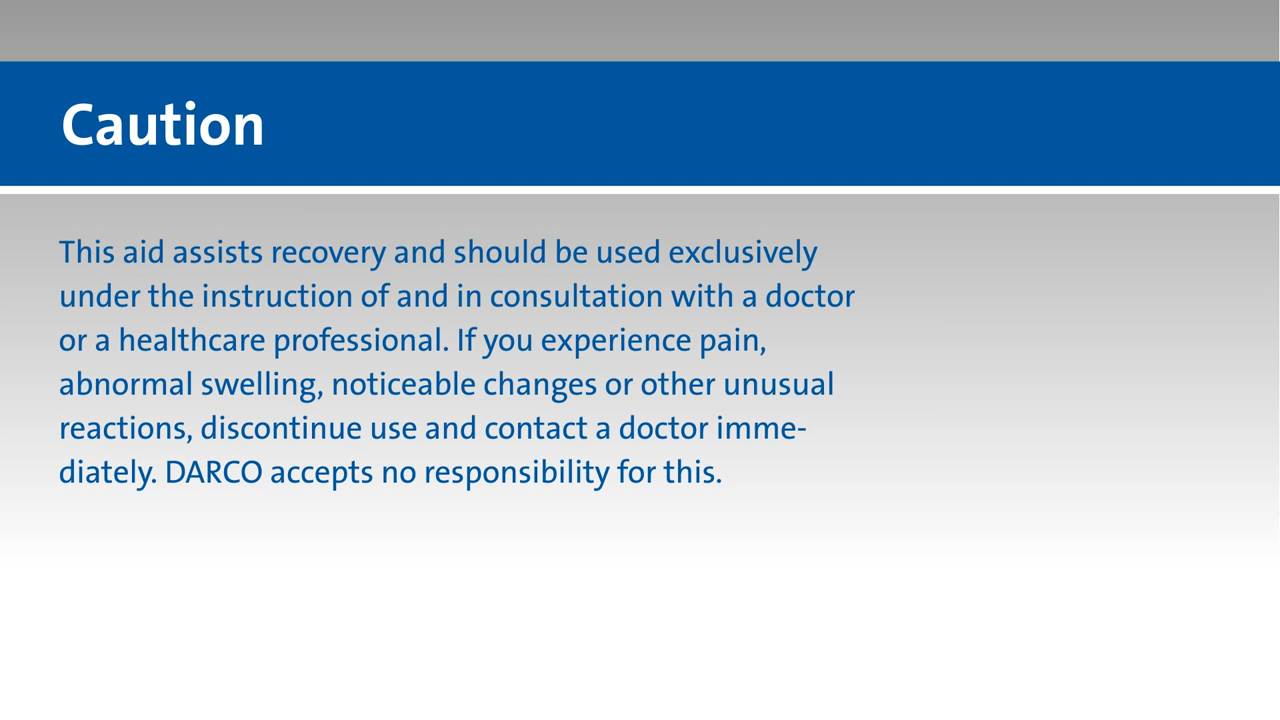 Caution
This aid assists recovery and should be used exclusively
under the instruction of and in consultation with a doctor
or a healthcare professional. If you experience pain,
abnormal swelling, noticeable changes or other unusual
reactions, discontinue use and contact a doctor imme-
diately. DARCO accepts no responsibility for this.